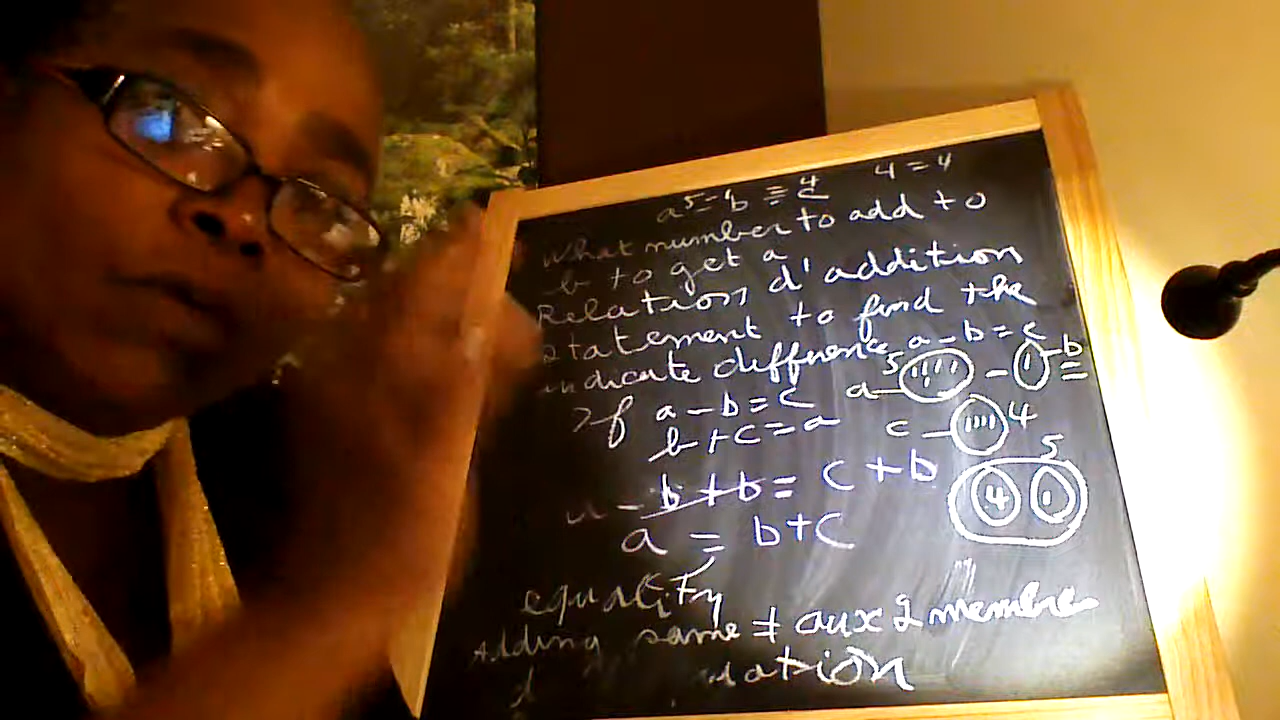 a - b = c 4 = 4
5 4
What number to add to
b to get a
Relation d'addition
statement to find the
indicate difference a - b = c
If a - b = c a 5 - 1 b =
b + c = a c 4
a - b + b = c + b 5
4 1
a = b + c
equality
Adding same # aux 2 membres
d